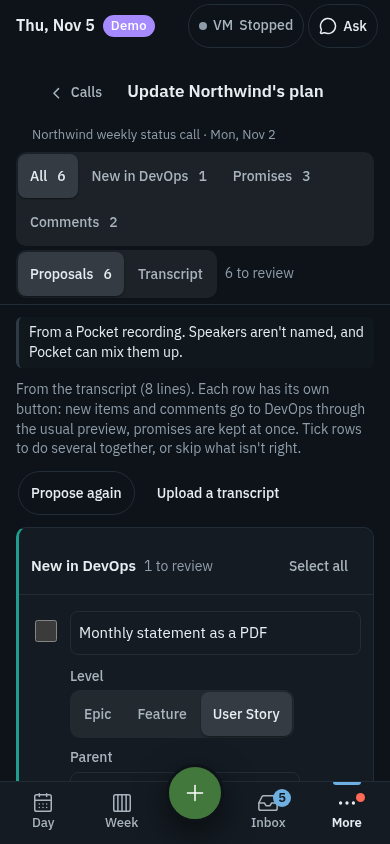 Thu, Nov 5 Demo VM Stopped Ask
Calls Update Northwind's plan
Northwind weekly status call · Mon, Nov 2
All 6 New in DevOps 1 Promises 3
Comments 2
Proposals 6 Transcript 6 to review
From a Pocket recording. Speakers aren't named, and
Pocket can mix them up.
From the transcript (8 lines). Each row has its own
button: new items and comments go to DevOps through
the usual preview, promises are kept at once. Tick rows
to do several together, or skip what isn't right.
Propose again Upload a transcript
New in DevOps 1 to review Select all
Monthly statement as a PDF
Level
Epic Feature User Story
Parent
Day Week Inbox 5 More